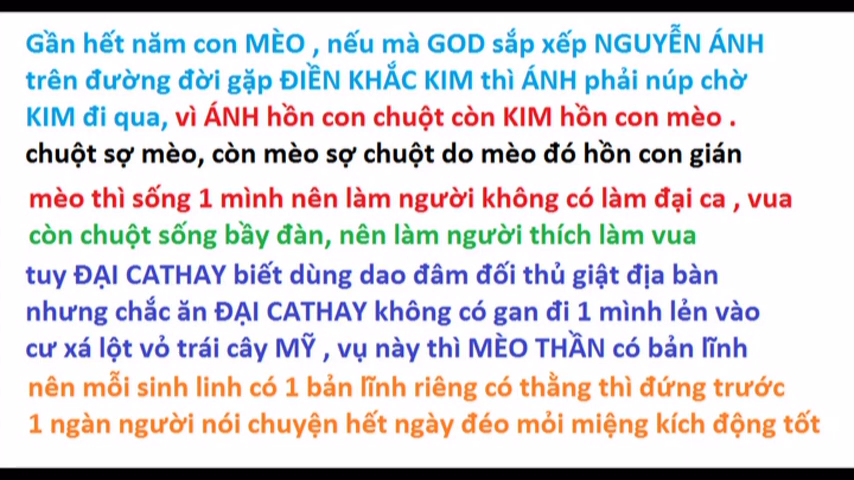 Gần hết năm con MÈO , nếu mà GOD sắp xếp NGUYỄN ÁNH
trên đường đời gặp ĐIỀN KHẮC KIM thì ÁNH phải núp chờ
KIM đi qua, vì ÁNH hồn con chuột còn KIM hồn con mèo .
chuột sợ mèo, còn mèo sợ chuột do mèo đó hồn con gián
mèo thì sống 1 mình nên làm người không có làm đại ca , vua
còn chuột sống bầy đàn, nên làm người thích làm vua
tuy ĐẠI CATHAY biết dùng dao đâm đối thủ giật địa bàn
nhưng chắc ăn ĐẠI CATHAY không có gan đi 1 mình lẻn vào
cư xá lột vỏ trái cây MỸ , vụ này thì MÈO THẦN có bản lĩnh
nên mỗi sinh linh có 1 bản lĩnh riêng có thằng thì đứng trước
1 ngàn người nói chuyện hết ngày đéo mỏi miệng kích động tốt